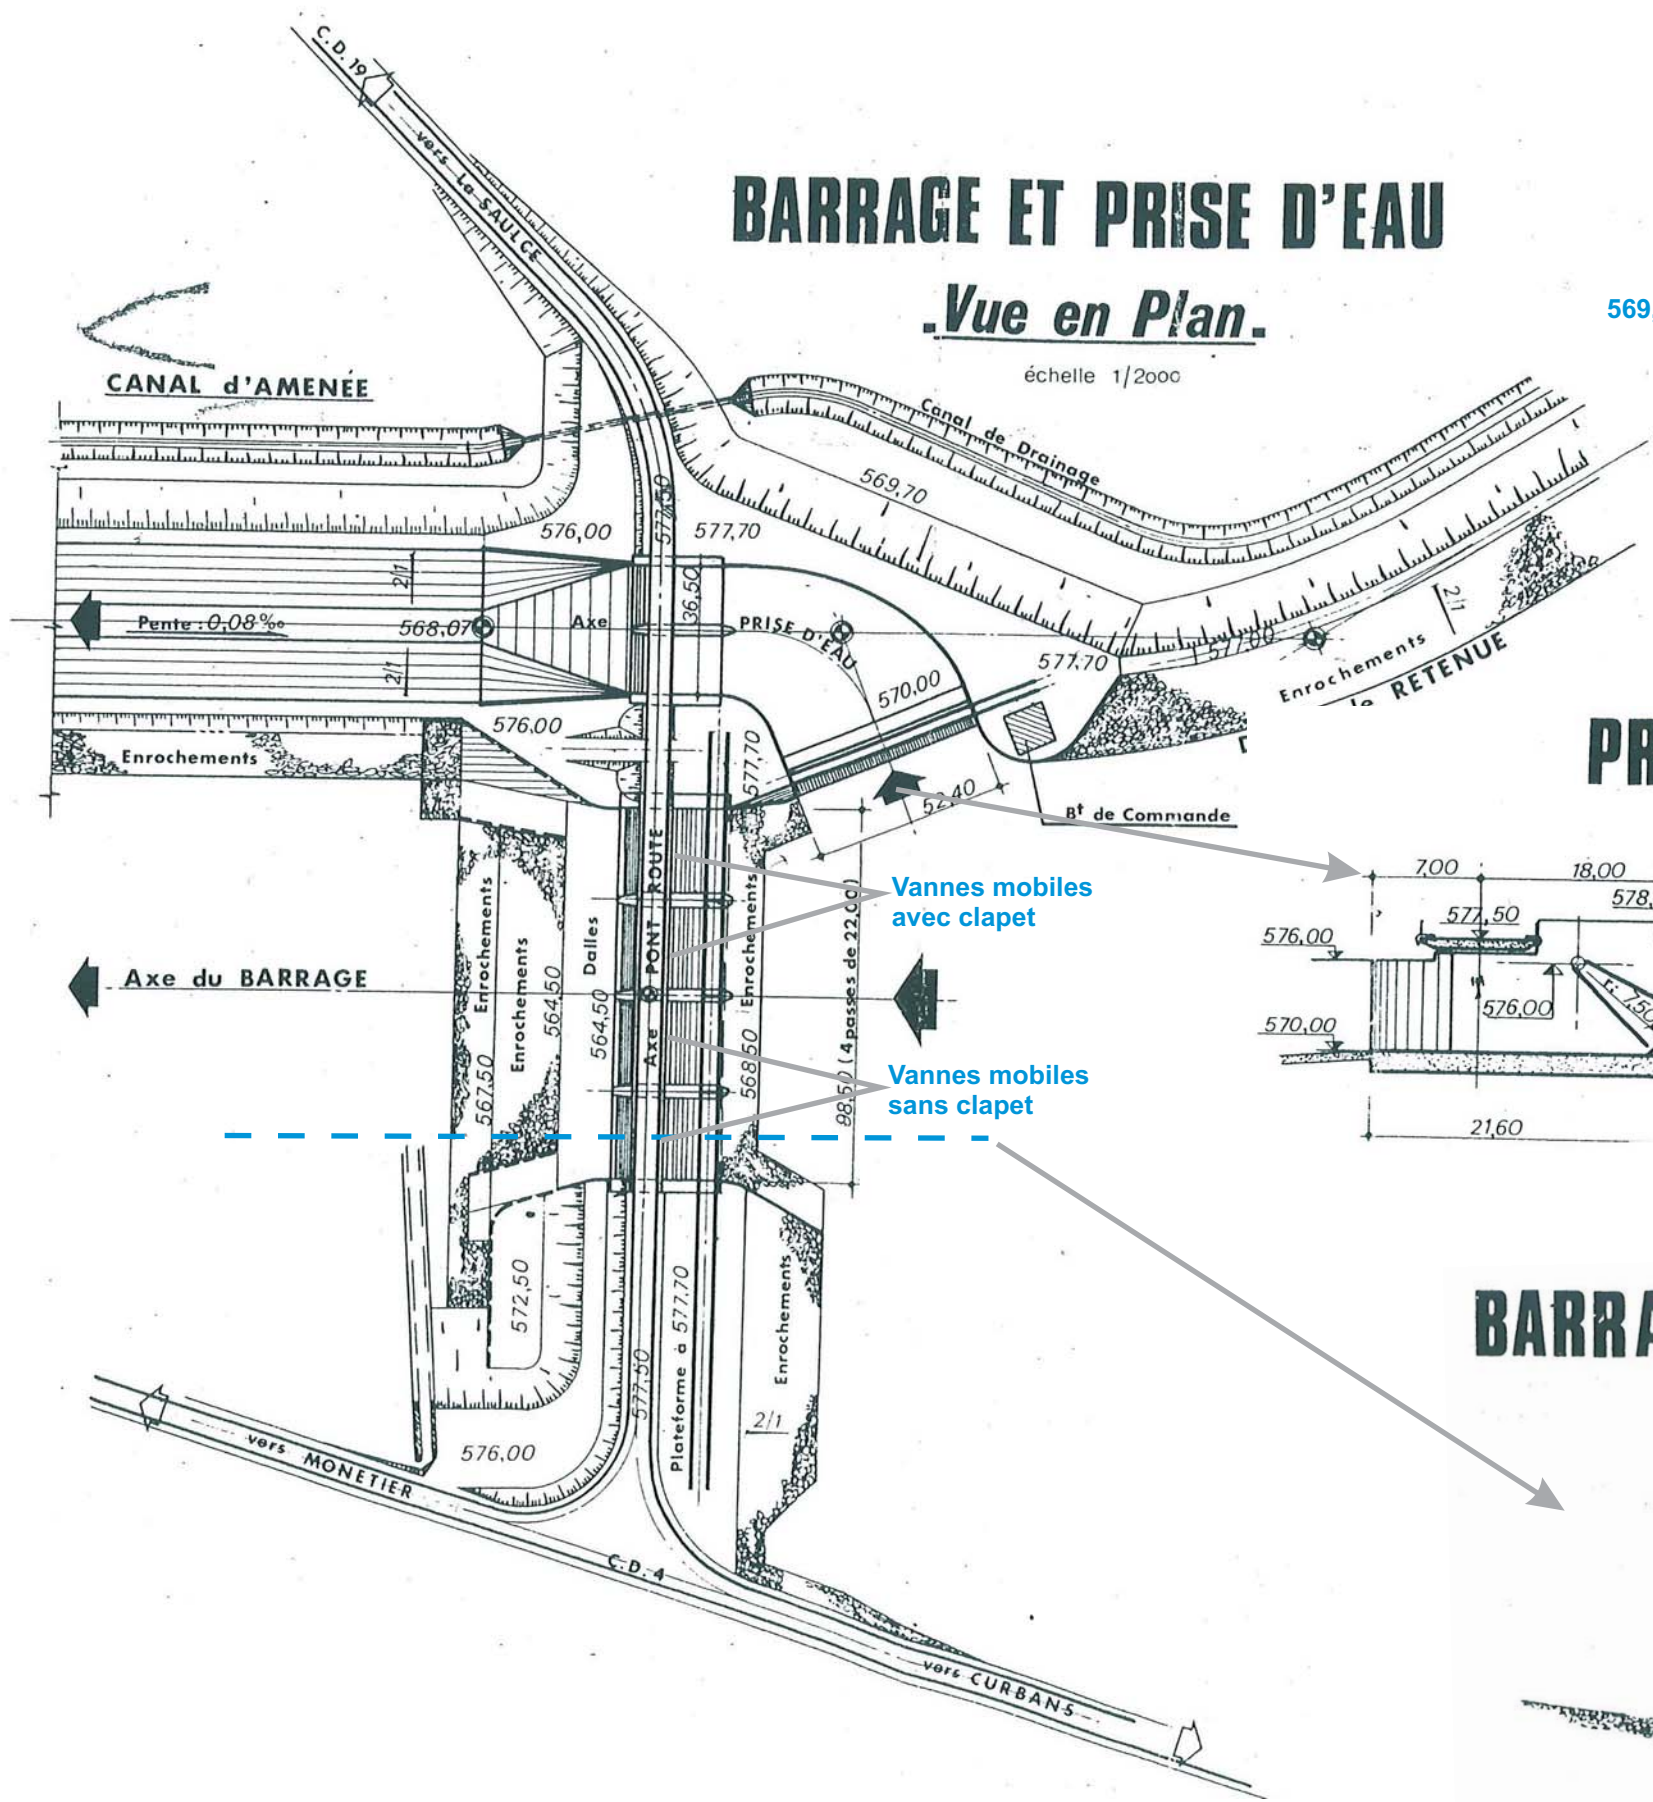 C.D.19
vers La SAULCE
BARRAGE ET PRISE D'EAU
.Vue en Plan.
échelle 1/2000
569
CANAL d'AMENÉE
Canal de Drainage
569,70
576,00
577,50
577,70
36,50
2/1
Pente : 0,08‰
568,07
Axe
PRISE D'EAU
2/1
570,00
577,70
577,00
2/1
Enrochements
RETENUE
576,00
Enrochements
577,70
52,40
Bt de Commande
PR
Vannes mobiles
avec clapet
Axe du BARRAGE
Enrochements
567,50
Enrochements
564,50
Dalles
564,50
Axe PONT ROUTE
Enrochements
568,50
98,50 (4 passes de 22,00)
Vannes mobiles
sans clapet
7,00
18,00
578,
577,50
576,00
576,00
r: 7,50
570,00
21,60
572,50
577,50
Plateforme à 577,70
Enrochements
2/1
576,00
BARRA
vers MONETIER
C.D.4
vers CURBANS